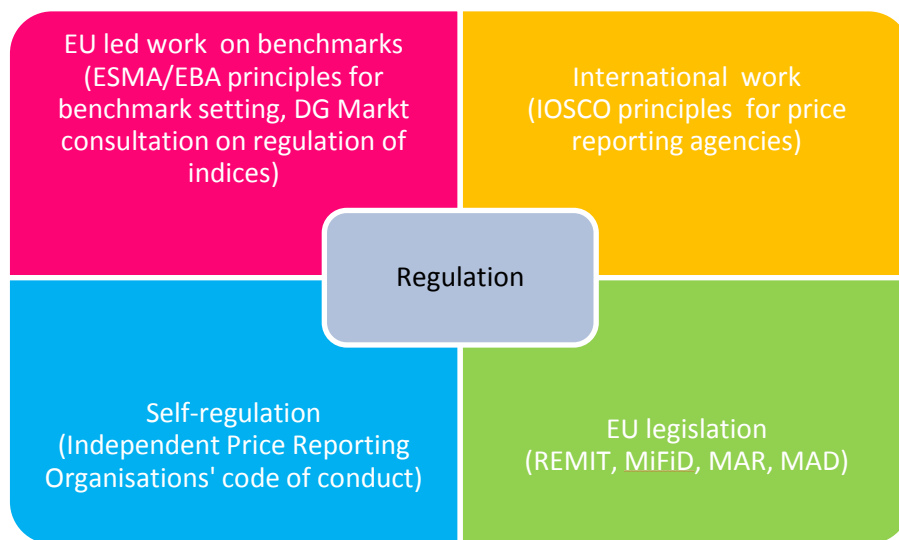 EU led work on benchmarks
(ESMA/EBA principles for
benchmark setting, DG Markt
consultation on regulation of
indices)
International work
(IOSCO principles for price
reporting agencies)
Regulation
Self-regulation
(Independent Price Reporting
Organisations' code of conduct)
EU legislation
(REMIT, MiFiD, MAR, MAD)